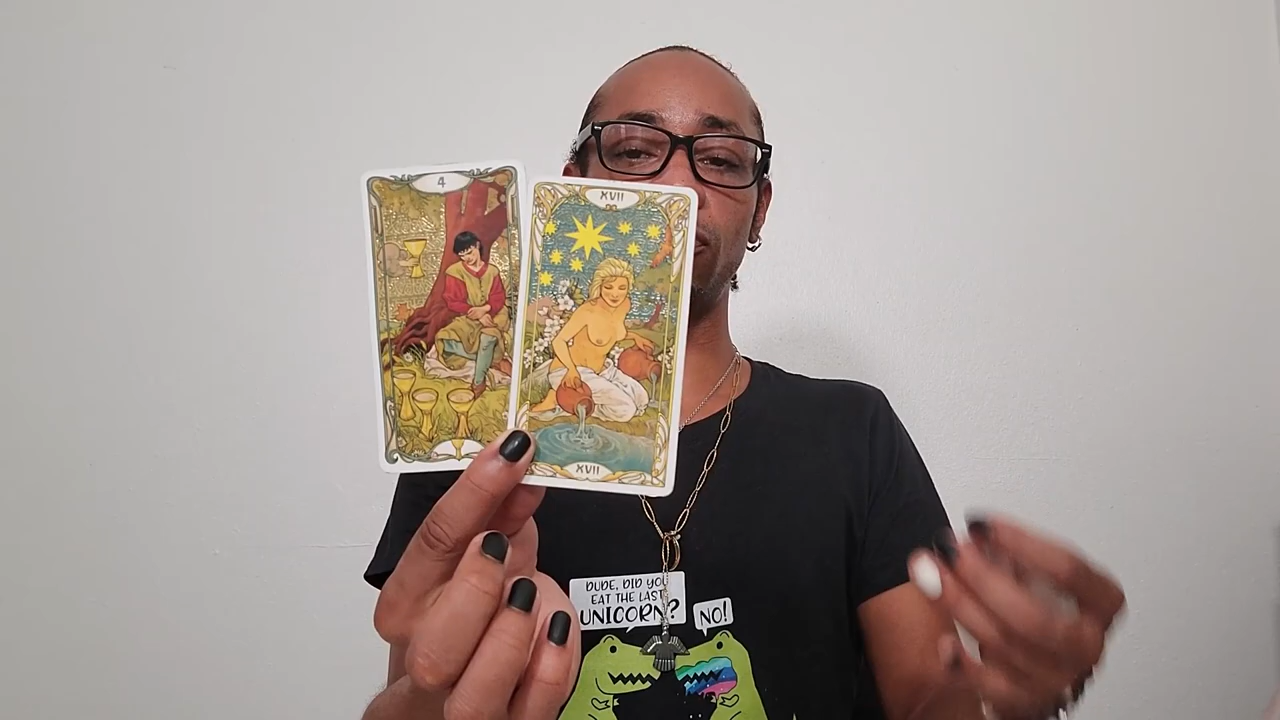 4
XVII
XVII
DUDE, DID YOU
EAT THE LAST
UNICORN?
NO!